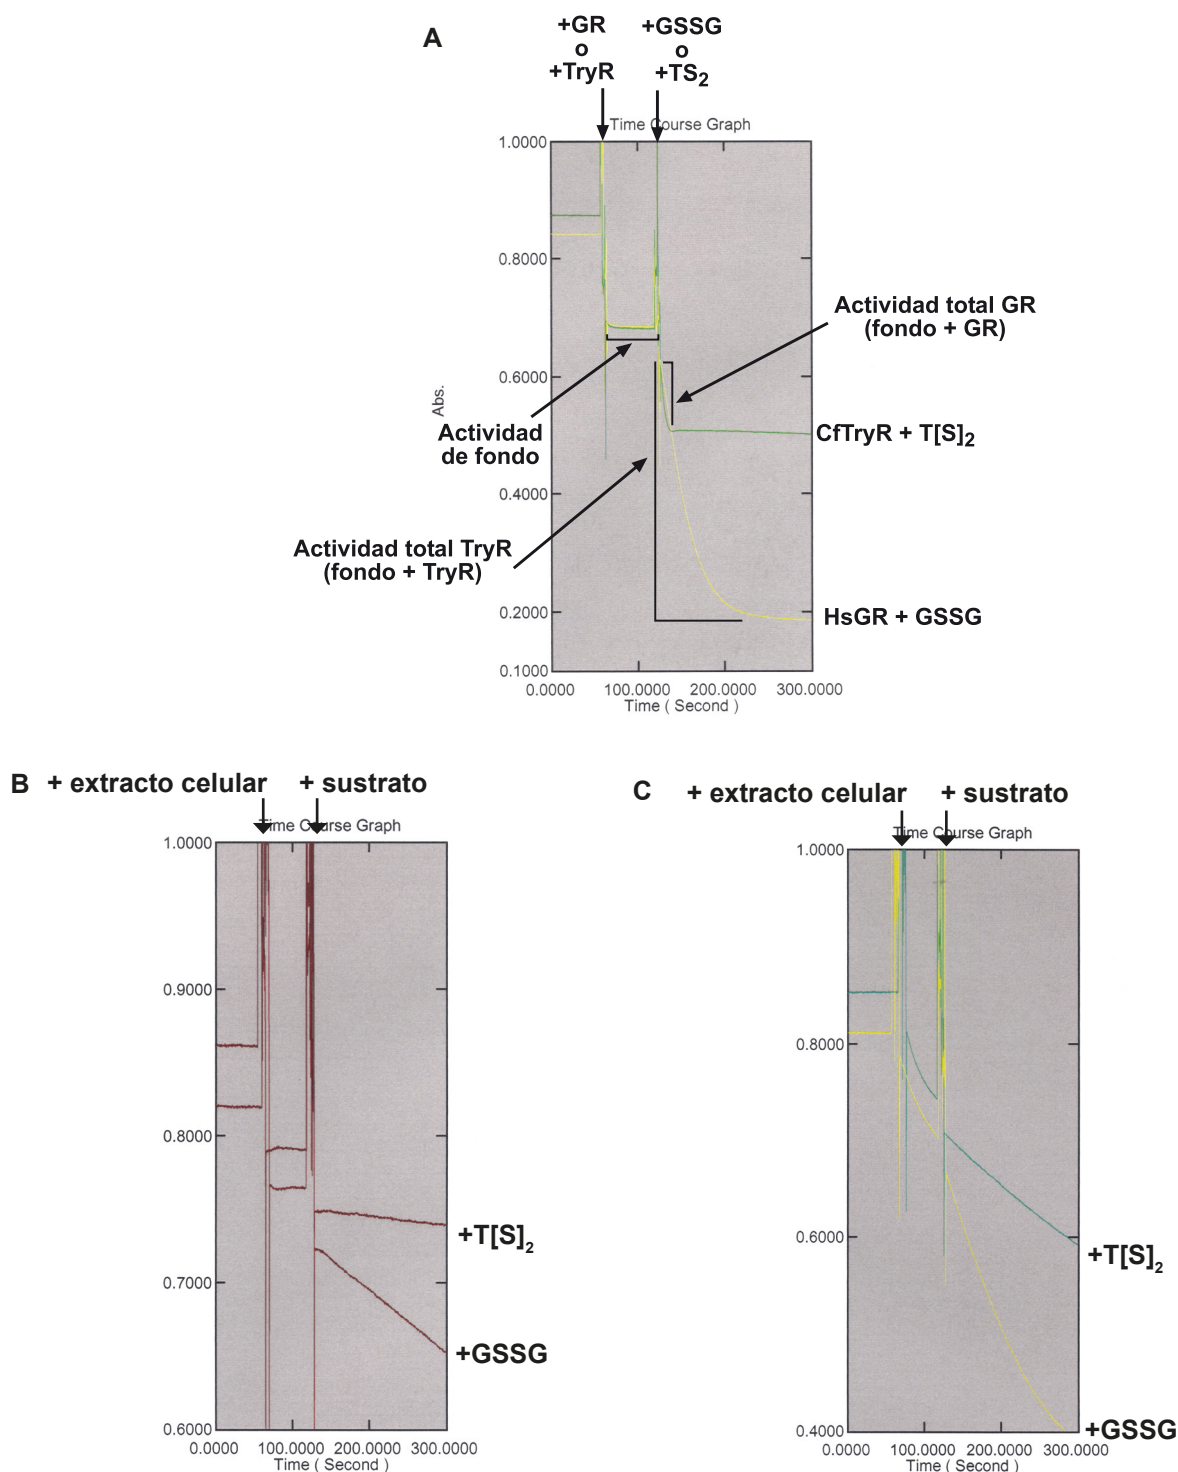 A
+GR
o
+TryR
+GSSG
o
+TS2
Time Course Graph
1.0000
0.8000
0.6000
0.4000
0.2000
0.1000
Abs.
0.0000 100.0000 200.0000 300.0000
Time ( Second )
Actividad total GR
(fondo + GR)
Actividad
de fondo
CfTryR + T[S]2
Actividad total TryR
(fondo + TryR)
HsGR + GSSG
B + extracto celular + sustrato
Time Course Graph
1.0000
0.9000
0.8000
0.7000
0.6000
0.0000 100.0000 200.0000 300.0000
Time ( Second )
+T[S]2
+GSSG
C + extracto celular + sustrato
Time Course Graph
1.0000
0.8000
0.6000
0.4000
0.0000 100.0000 200.0000 300.0000
Time ( Second )
+T[S]2
+GSSG